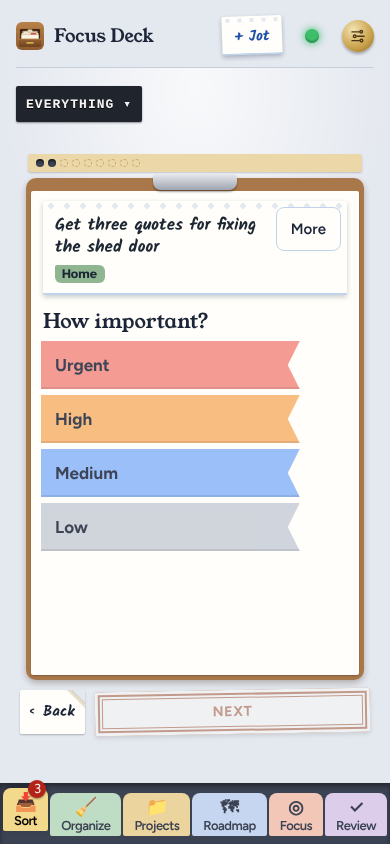 Focus Deck
+ Jot
EVERYTHING ▾
Get three quotes for fixing
the shed door
More
Home
How important?
Urgent
High
Medium
Low
‹ Back
NEXT
3
Sort
Organize
Projects
Roadmap
Focus
Review